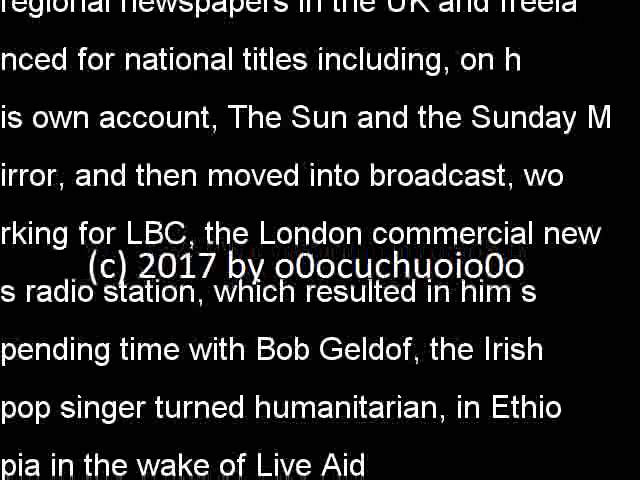 regional newspapers in the UK and freela
nced for national titles including, on h
is own account, The Sun and the Sunday M
irror, and then moved into broadcast, wo
rking for LBC, the London commercial new
(c) 2017 by o0ocuchuoio0o
s radio station, which resulted in him s
pending time with Bob Geldof, the Irish
pop singer turned humanitarian, in Ethio
pia in the wake of Live Aid